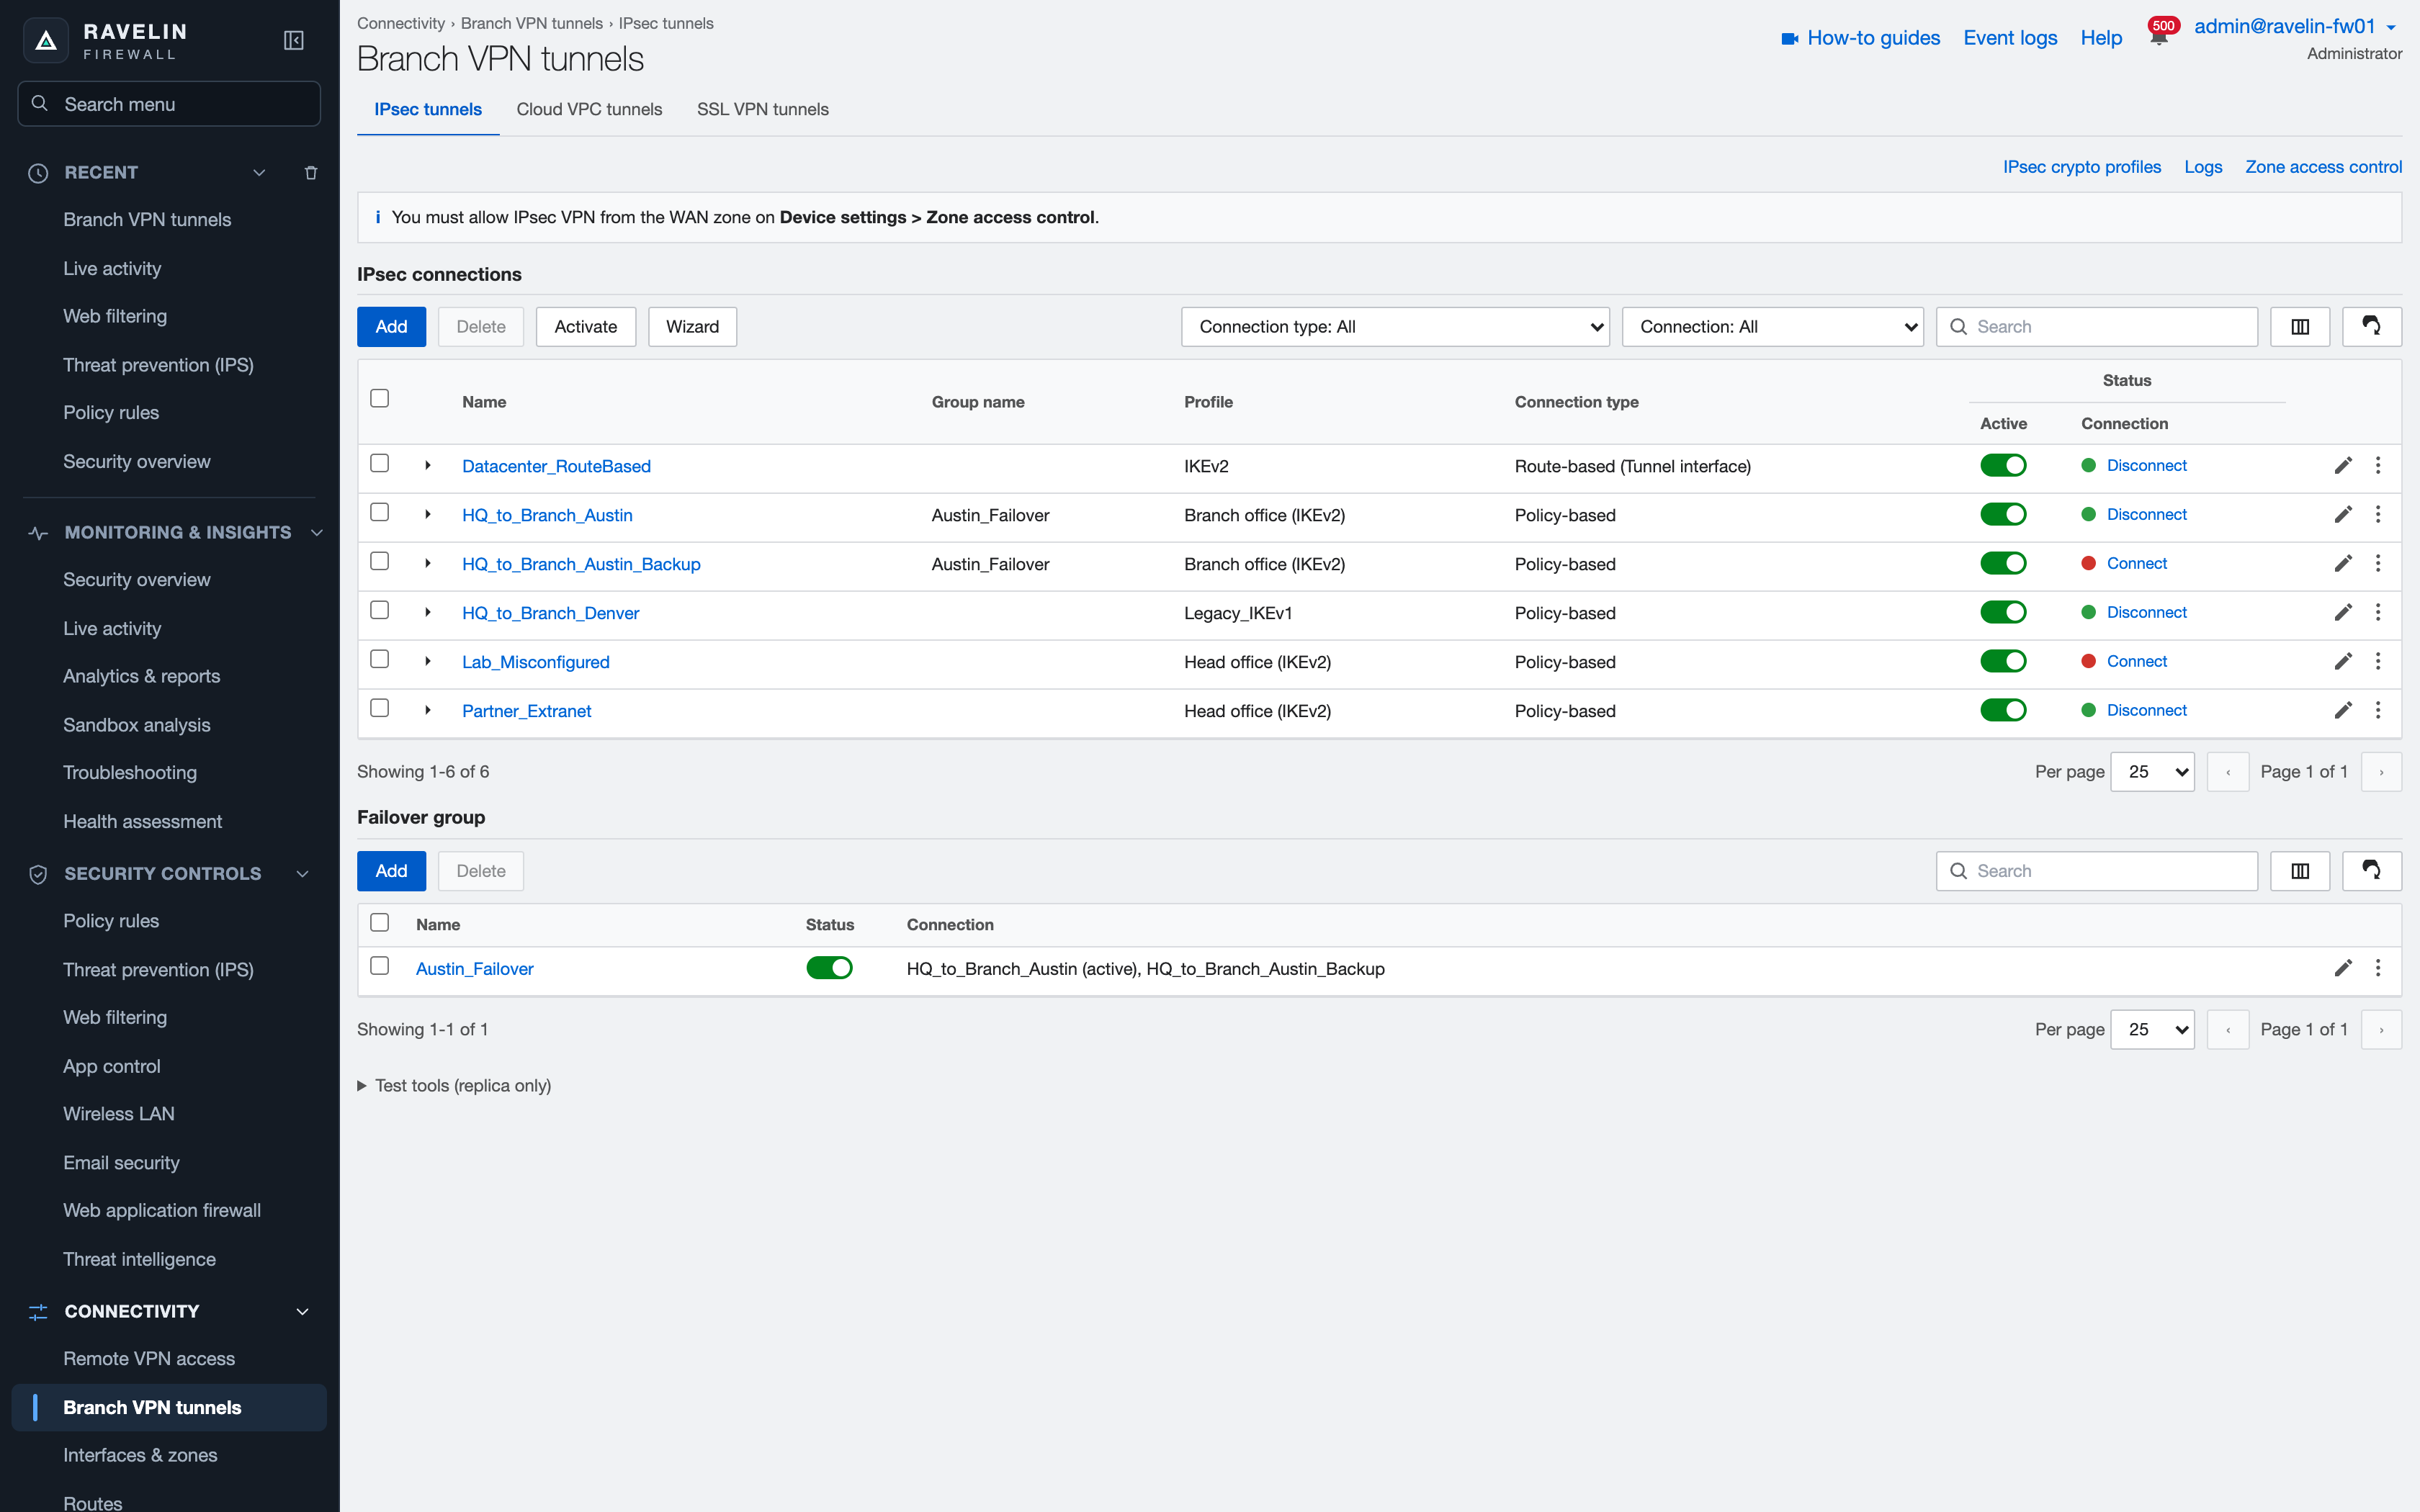 RAVELIN
FIREWALL
Search menu
RECENT
Branch VPN tunnels
Live activity
Web filtering
Threat prevention (IPS)
Policy rules
Security overview
MONITORING & INSIGHTS
Security overview
Live activity
Analytics & reports
Sandbox analysis
Troubleshooting
Health assessment
SECURITY CONTROLS
Policy rules
Threat prevention (IPS)
Web filtering
App control
Wireless LAN
Email security
Web application firewall
Threat intelligence
CONNECTIVITY
Remote VPN access
Branch VPN tunnels
Interfaces & zones
Routes
Connectivity › Branch VPN tunnels › IPsec tunnels
Branch VPN tunnels
How-to guides Event logs Help 500 admin@ravelin-fw01
Administrator
IPsec tunnels Cloud VPC tunnels SSL VPN tunnels
IPsec crypto profiles Logs Zone access control
i You must allow IPsec VPN from the WAN zone on Device settings > Zone access control.
IPsec connections
Add Delete Activate Wizard Connection type: All Connection: All Search
Status
Name Group name Profile Connection type
Active Connection
Datacenter_RouteBased IKEv2 Route-based (Tunnel interface) Disconnect
HQ_to_Branch_Austin Austin_Failover Branch office (IKEv2) Policy-based Disconnect
HQ_to_Branch_Austin_Backup Austin_Failover Branch office (IKEv2) Policy-based Connect
HQ_to_Branch_Denver Legacy_IKEv1 Policy-based Disconnect
Lab_Misconfigured Head office (IKEv2) Policy-based Connect
Partner_Extranet Head office (IKEv2) Policy-based Disconnect
Showing 1-6 of 6 Per page 25 ‹ Page 1 of 1 ›
Failover group
Add Delete Search
Name Status Connection
Austin_Failover HQ_to_Branch_Austin (active), HQ_to_Branch_Austin_Backup
Showing 1-1 of 1 Per page 25 ‹ Page 1 of 1 ›
Test tools (replica only)